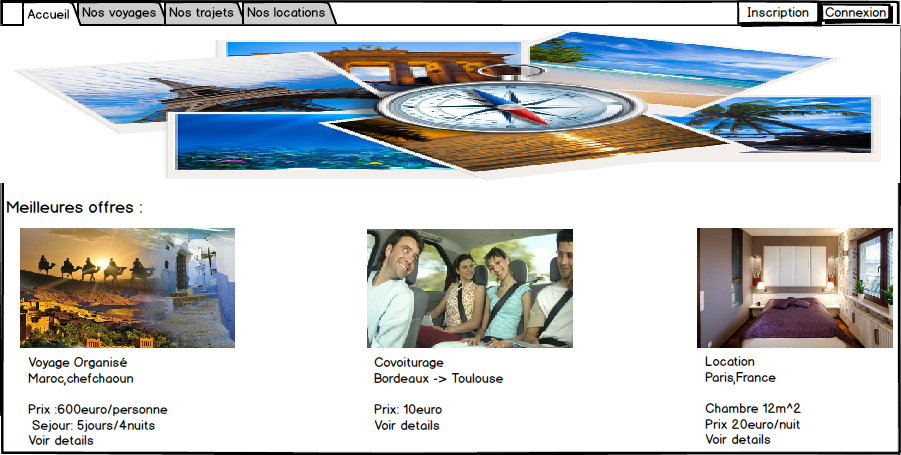 Accueil
Nos voyages
Nos trajets
Nos locations
Inscription
Connexion
Meilleures offres :
Voyage Organisé
Maroc,chefchaoun
Prix :600euro/personne
Sejour: 5jours/4nuits
Voir details
Covoiturage
Bordeaux -> Toulouse
Prix: 10euro
Voir details
Location
Paris,France
Chambre 12m^2
Prix 20euro/nuit
Voir details